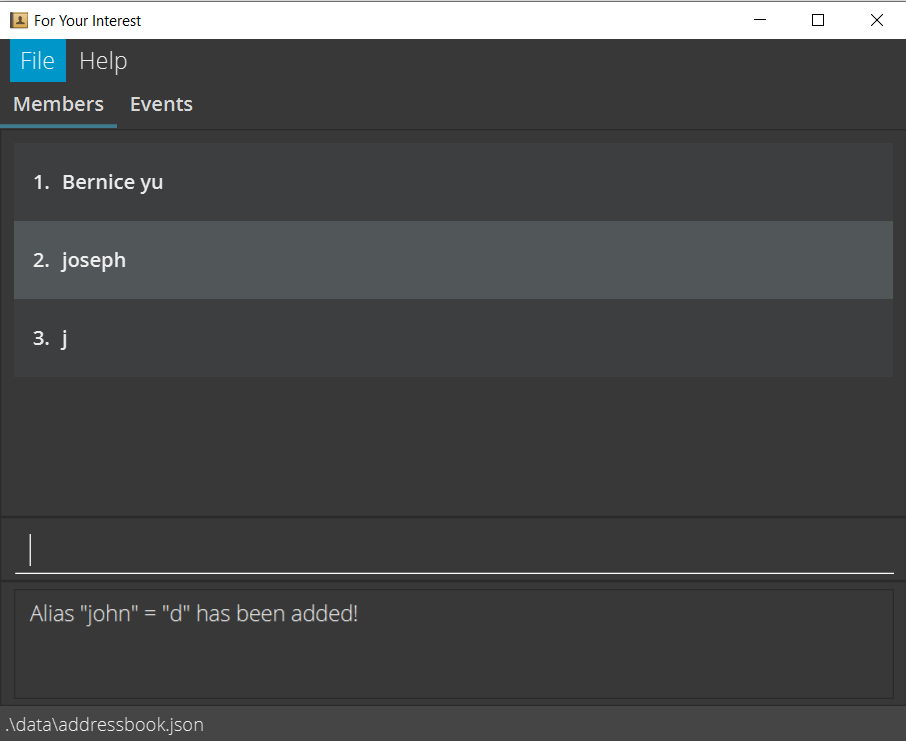 For Your Interest
File Help
Members Events
1. Bernice yu
2. joseph
3. j
Alias "john" = "d" has been added!
.\data\addressbook.json